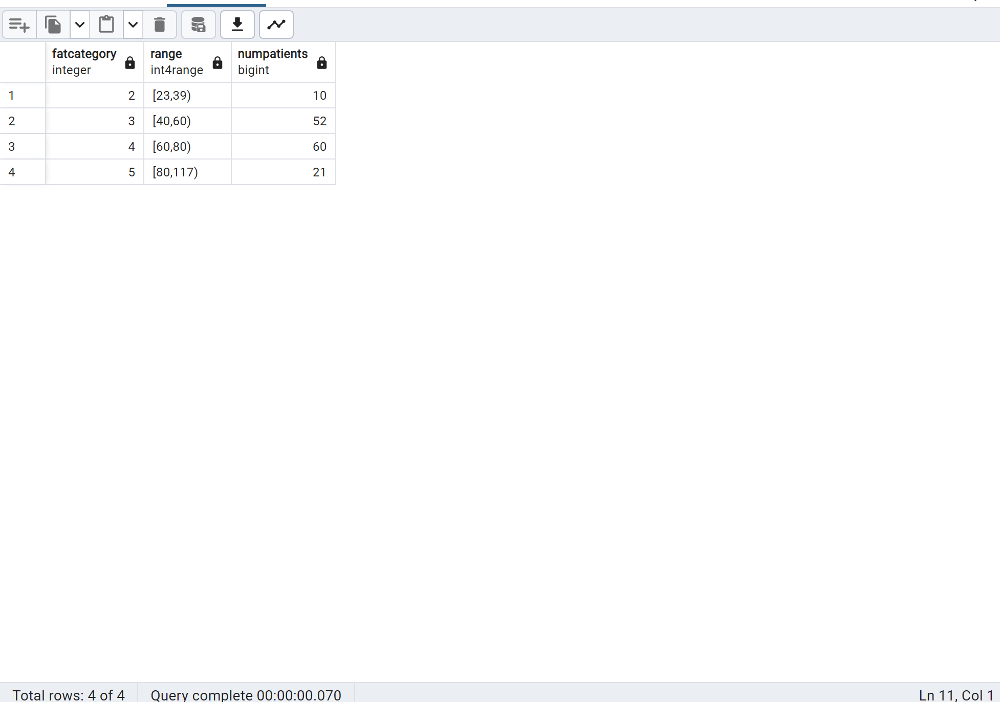 fatcategory range numpatients
integer int4range bigint
1 2 [23,39) 10
2 3 [40,60) 52
3 4 [60,80) 60
4 5 [80,117) 21
Total rows: 4 of 4 Query complete 00:00:00.070 Ln 11, Col 1